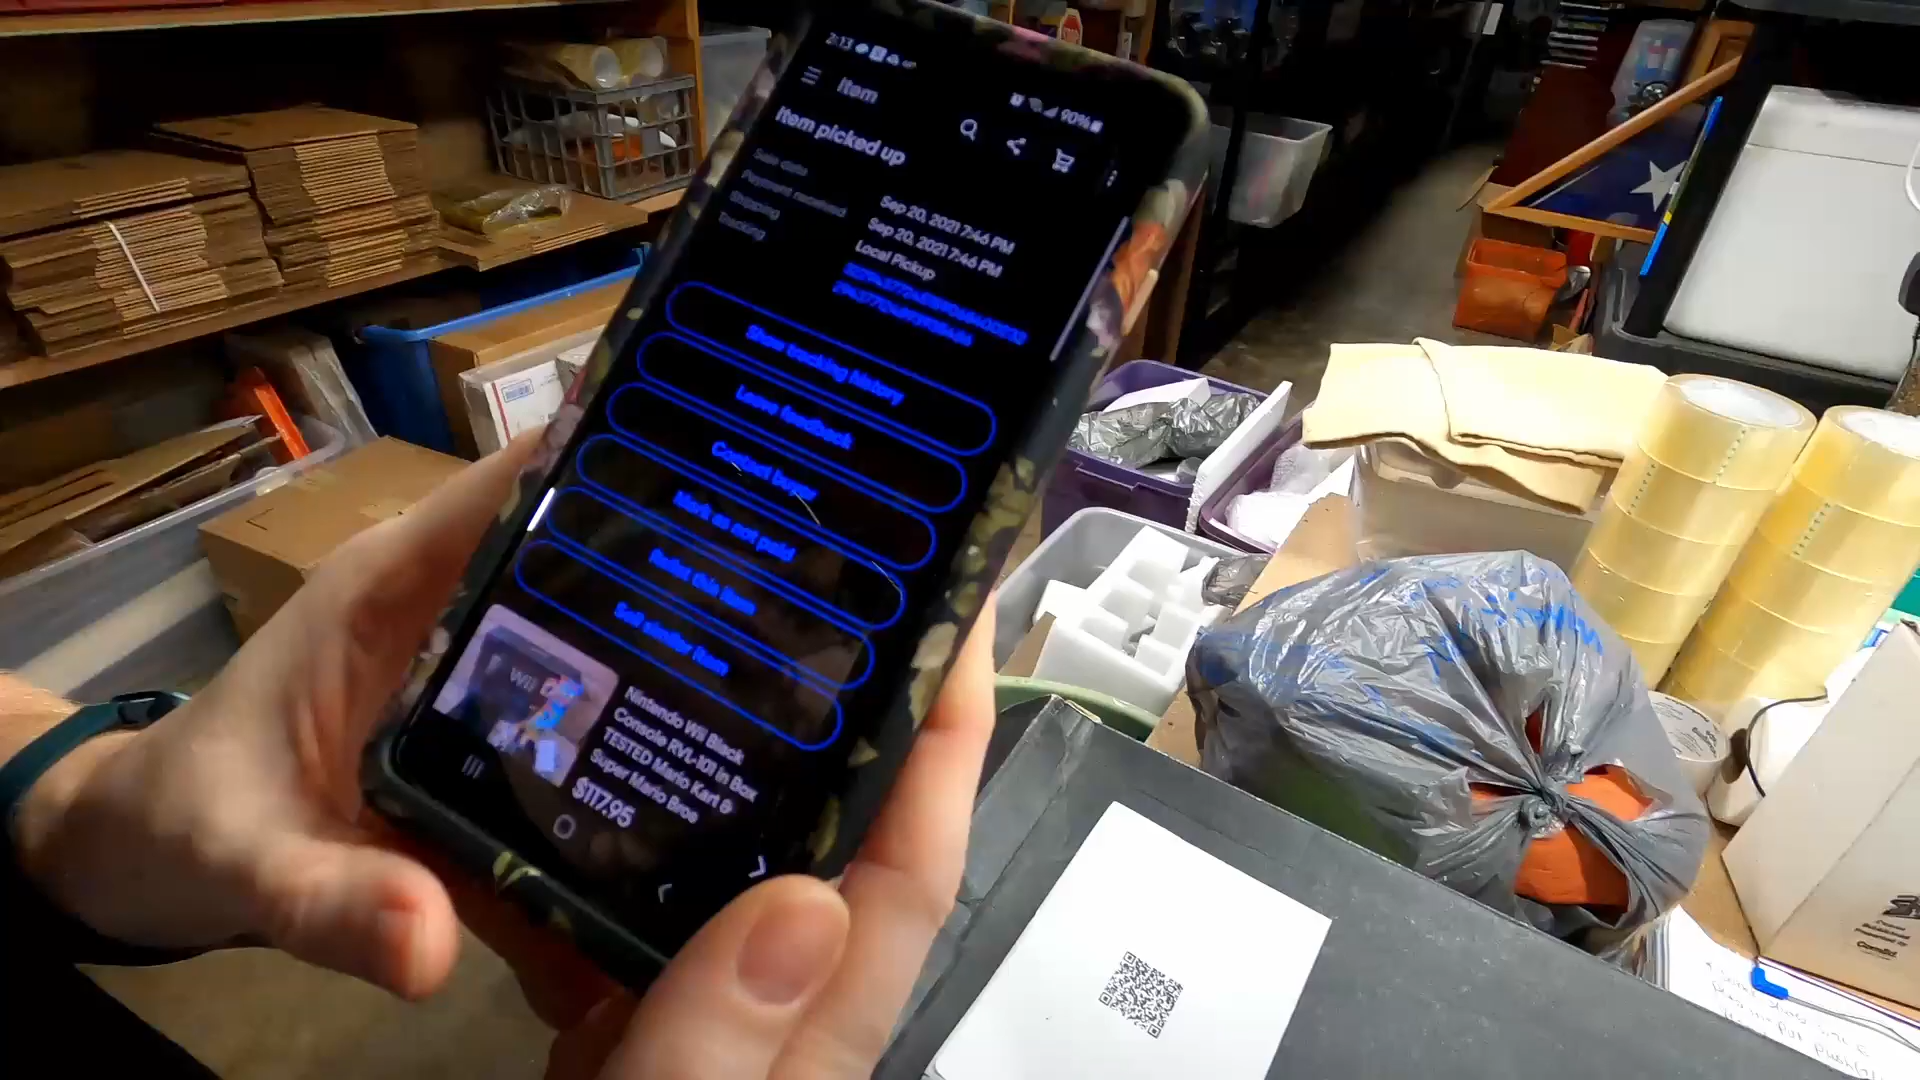 2:13
90%
Item
Item picked up
Sale date
Sep 20, 2021 7:46 PM
Payment received
Sep 20, 2021 7:46 PM
Shipping
Local Pickup
Tracking
Show tracking history
Leave feedback
Contact buyer
Mark as not paid
Relist this item
Sell similar item
Wii
Nintendo Wii Black
Console RVL-101 in Box
TESTED Mario Kart &
Super Mario Bros
$117.95
ComEd